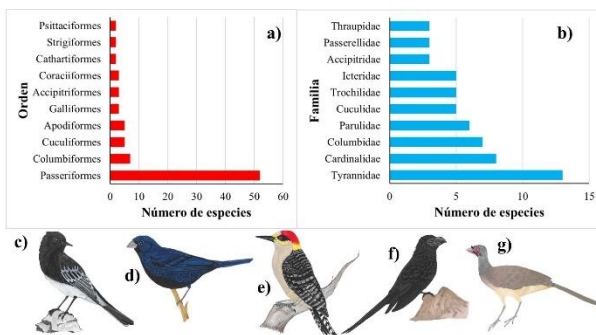 a)
Orden
Psittaciformes
Strigiformes
Cathartiformes
Coraciiformes
Accipitriformes
Galliformes
Apodiformes
Cuculiformes
Columbiformes
Passeriformes
0 10 20 30 40 50 60
Número de especies
b)
Familia
Thraupidae
Passerellidae
Accipitridae
Icteridae
Trochilidae
Cuculidae
Parulidae
Columbidae
Cardinalidae
Tyrannidae
0 5 10 15
Número de especies
c)
d)
e)
f)
g)